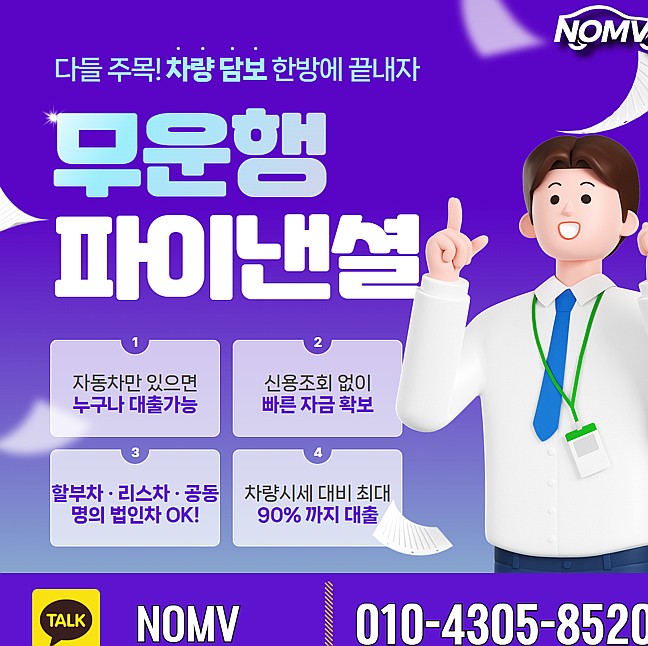 NOMV
다들 주목! 차량 담보 한방에 끝내자
무운행
파이낸셜
1
자동차만 있으면
누구나 대출가능
2
신용조회 없이
빠른 자금 확보
3
할부차 · 리스차 · 공동
명의 법인차 OK!
4
차량시세 대비 최대
90% 까지 대출
TALK
NOMV
010-4305-8520